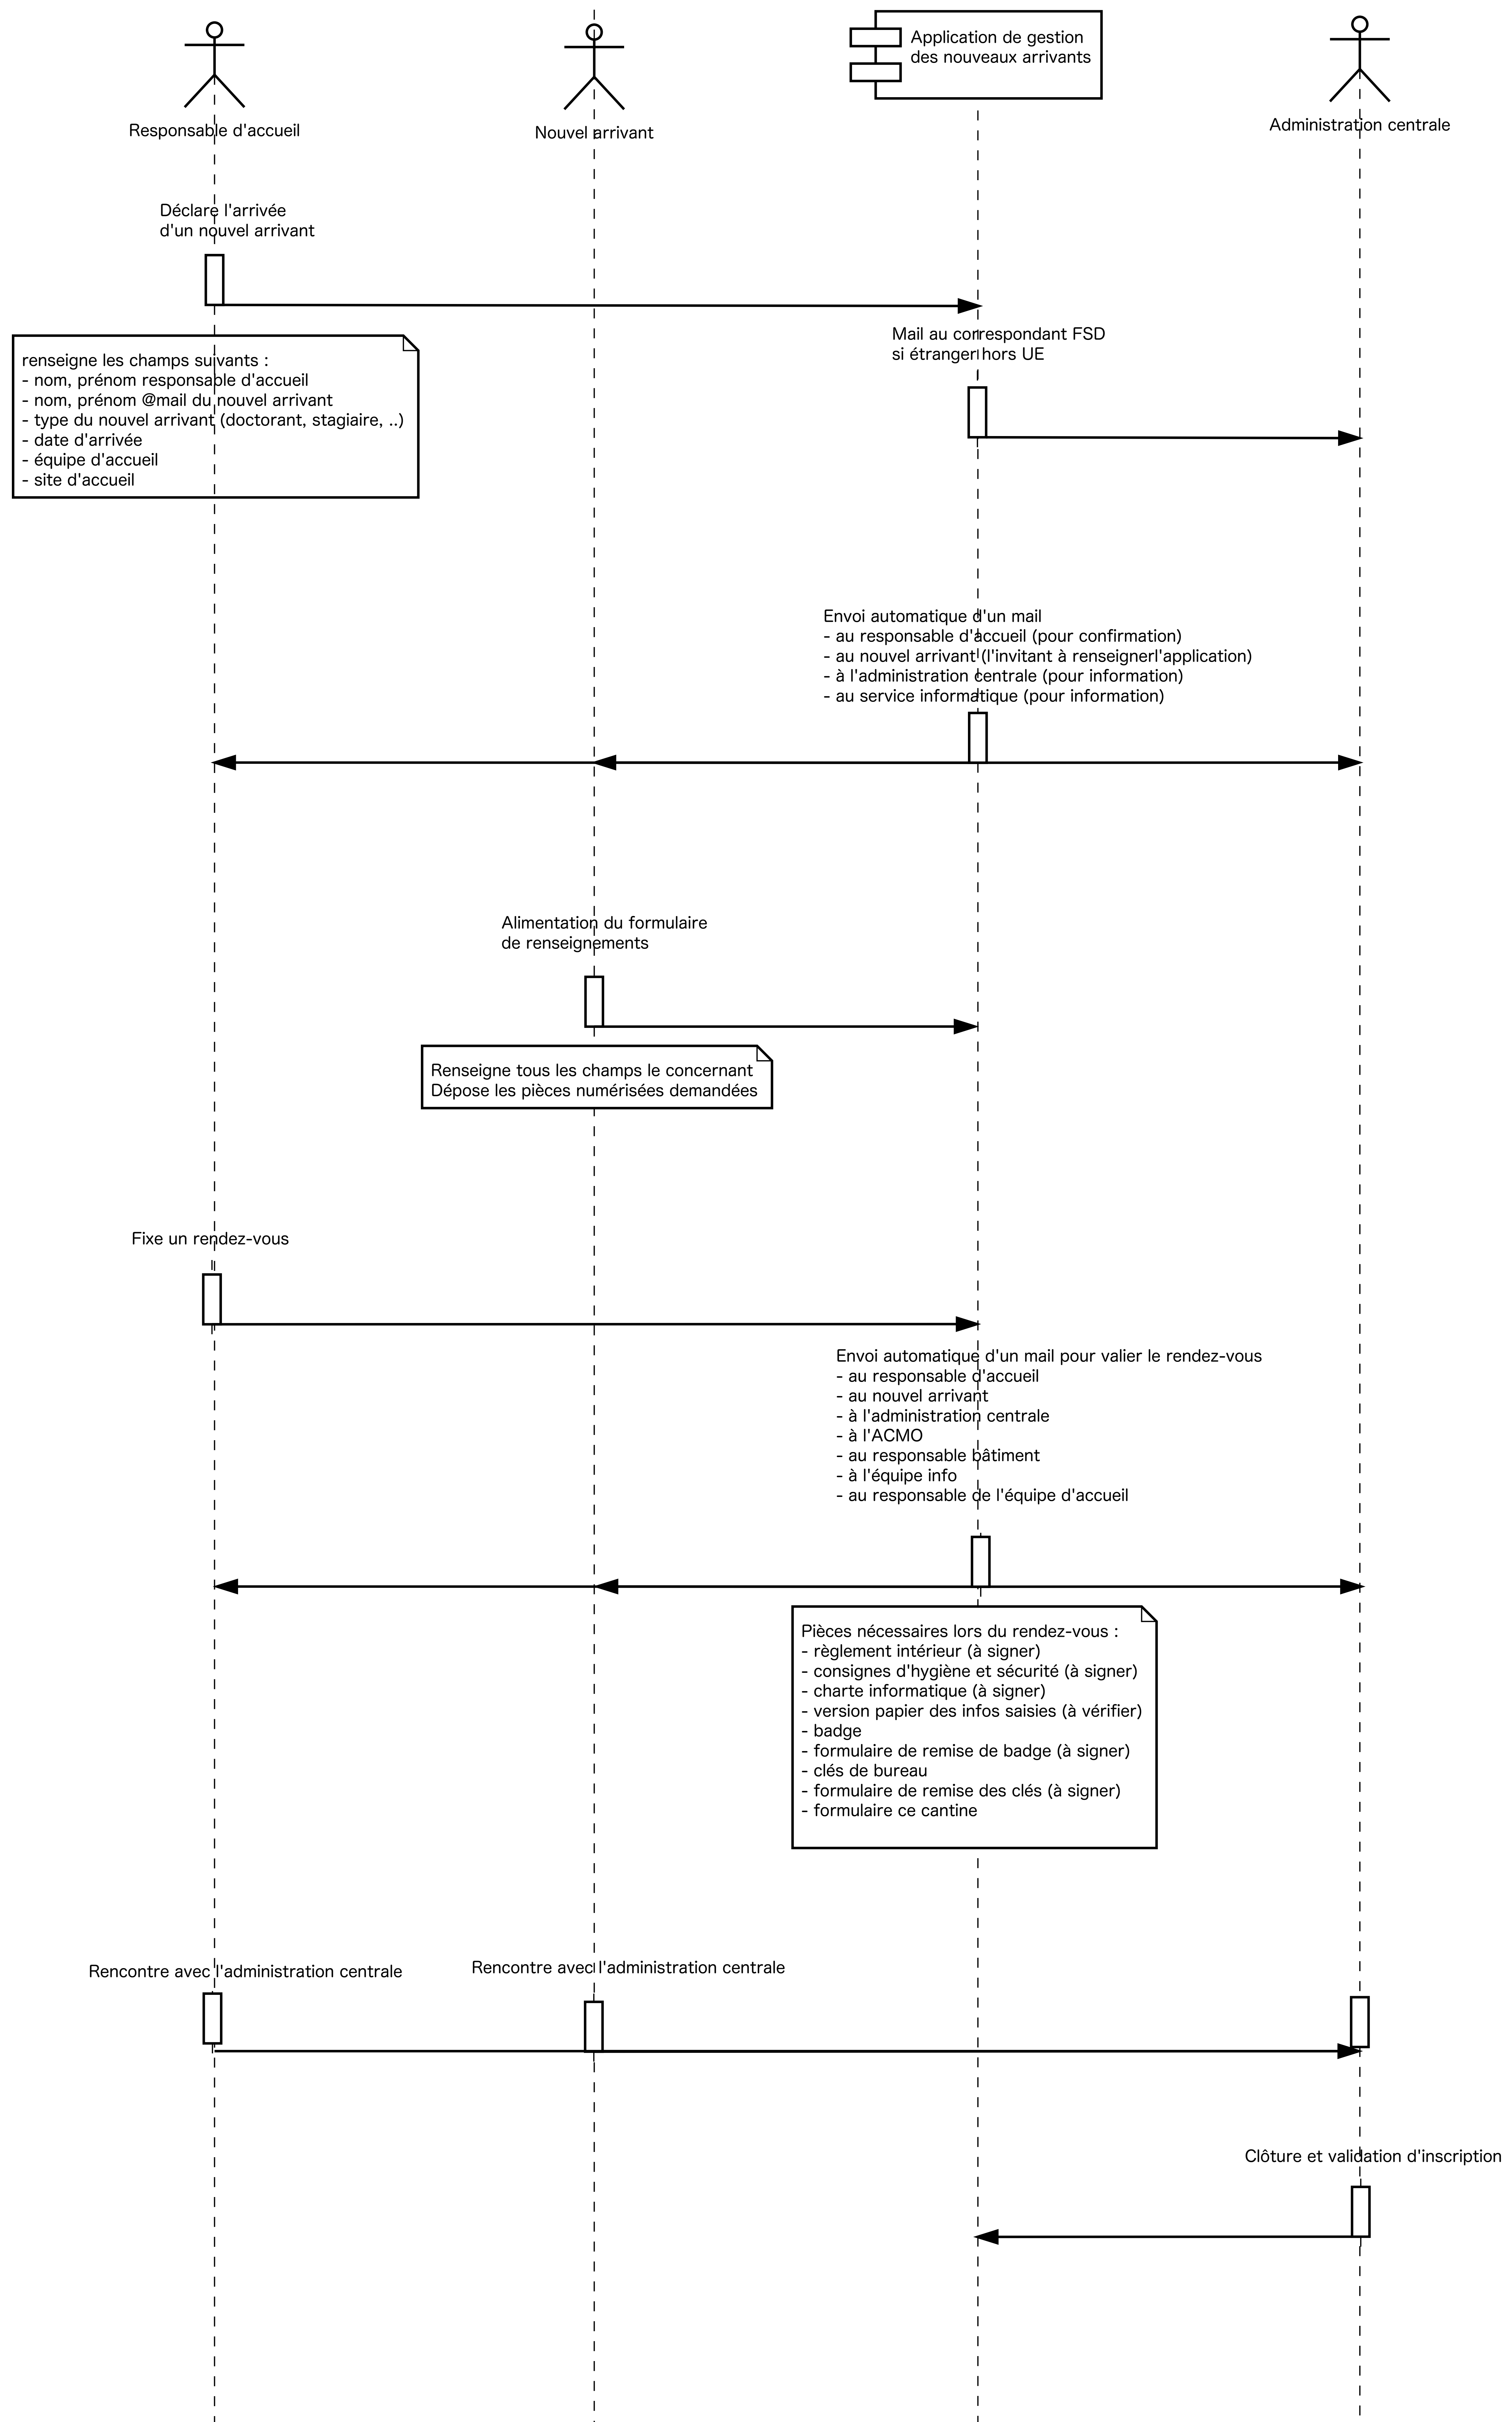 Responsable d'accueil
Nouvel arrivant
Application de gestion
des nouveaux arrivants
Administration centrale
Déclare l'arrivée
d'un nouvel arrivant
renseigne les champs suivants :
- nom, prénom responsable d'accueil
- nom, prénom @mail du nouvel arrivant
- type du nouvel arrivant (doctorant, stagiaire, ..)
- date d'arrivée
- équipe d'accueil
- site d'accueil
Mail au correspondant FSD
si étranger hors UE
Envoi automatique d'un mail
- au responsable d'accueil (pour confirmation)
- au nouvel arrivant (l'invitant à renseignerl'application)
- à l'administration centrale (pour information)
- au service informatique (pour information)
Alimentation du formulaire
de renseignements
Renseigne tous les champs le concernant
Dépose les pièces numérisées demandées
Fixe un rendez-vous
Envoi automatique d'un mail pour valier le rendez-vous
- au responsable d'accueil
- au nouvel arrivant
- à l'administration centrale
- à l'ACMO
- au responsable bâtiment
- à l'équipe info
- au responsable de l'équipe d'accueil
Pièces nécessaires lors du rendez-vous :
- règlement intérieur (à signer)
- consignes d'hygiène et sécurité (à signer)
- charte informatique (à signer)
- version papier des infos saisies (à vérifier)
- badge
- formulaire de remise de badge (à signer)
- clés de bureau
- formulaire de remise des clés (à signer)
- formulaire ce cantine
Rencontre avec l'administration centrale
Rencontre avec l'administration centrale
Clôture et validation d'inscription